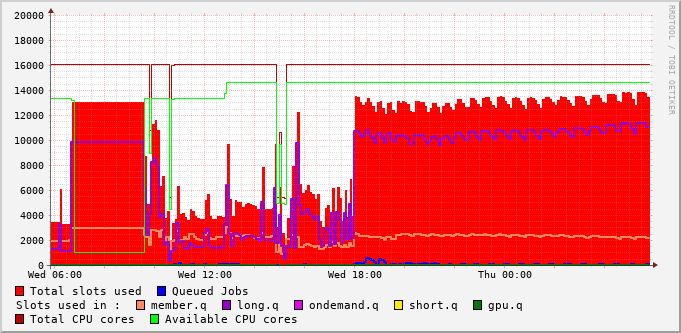 20000
18000
16000
14000
12000
10000
8000
6000
4000
2000
0
Wed 06:00 Wed 12:00 Wed 18:00 Thu 00:00
RRDTOOL / TOBI OETIKER
Total slots used Queued Jobs
Slots used in : member.q long.q ondemand.q short.q gpu.q
Total CPU cores Available CPU cores